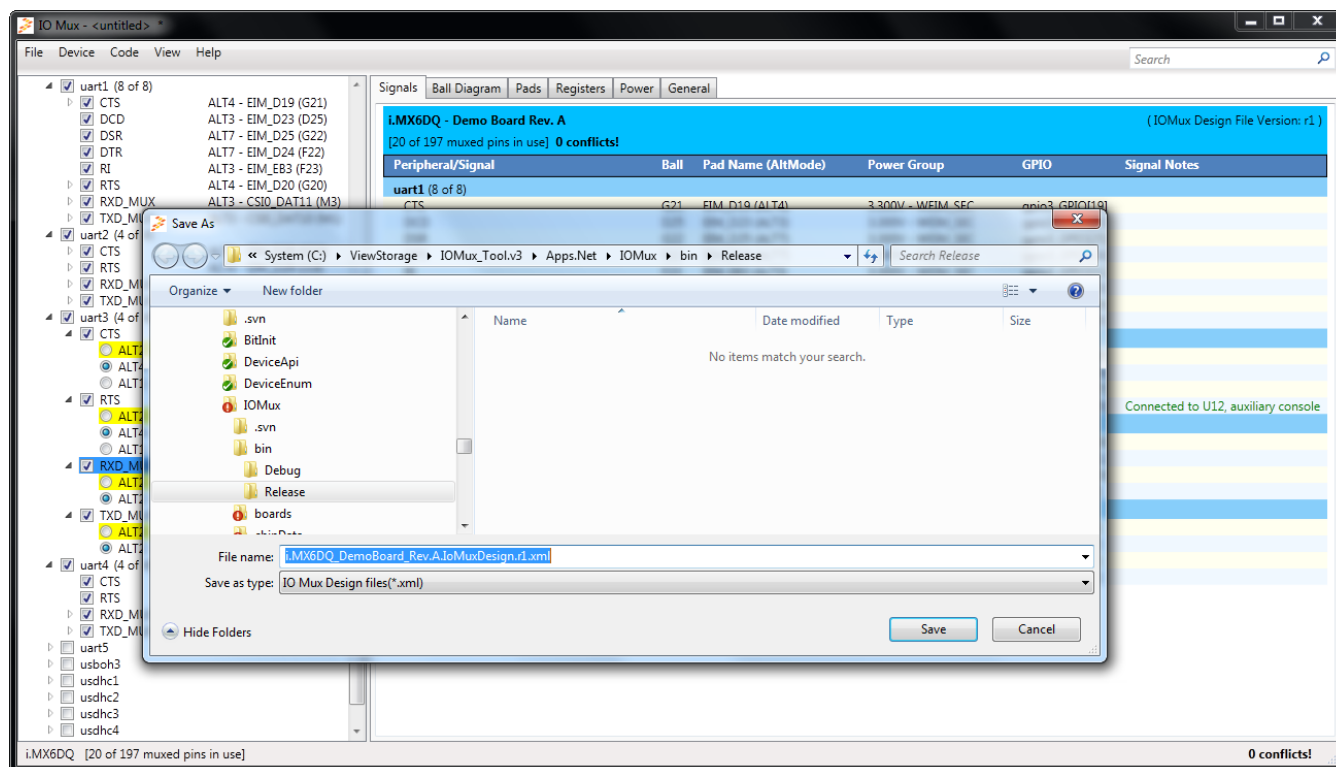 IO Mux - <untitled> *
File Device Code View Help
Search
uart1 (8 of 8)
CTS ALT4 - EIM_D19 (G21)
DCD ALT3 - EIM_D23 (D25)
DSR ALT7 - EIM_D25 (G22)
DTR ALT7 - EIM_D24 (F22)
RI ALT3 - EIM_EB3 (F23)
RTS ALT4 - EIM_D20 (G20)
RXD_MUX ALT3 - CSI0_DAT11 (M3)
TXD_MU
uart2 (4 of
CTS
RTS
RXD_M
TXD_MU
uart3 (4 of
CTS
ALT2
ALT4
ALT1
RTS
ALT2
ALT4
ALT1
RXD_MU
ALT2
ALT2
TXD_MU
ALT2
ALT2
uart4 (4 of
CTS
RTS
RXD_MU
TXD_MU
uart5
usboh3
usdhc1
usdhc2
usdhc3
usdhc4
Signals Ball Diagram Pads Registers Power General
i.MX6DQ - Demo Board Rev. A ( IOMux Design File Version: r1 )
[20 of 197 muxed pins in use] 0 conflicts!
Peripheral/Signal Ball Pad Name (AltMode) Power Group GPIO Signal Notes
uart1 (8 of 8)
CTS G21 EIM_D19 (ALT4) 3.300V - WEIM_SEC gpio3_GPIO[19]
Connected to U12, auxiliary console
Save As
« System (C:) ViewStorage IOMux_Tool.v3 Apps.Net IOMux bin Release
Search Release
Organize New folder
.svn
BitInit
DeviceApi
DeviceEnum
IOMux
.svn
bin
Debug
Release
boards
Name Date modified Type Size
No items match your search.
File name: i.MX6DQ_DemoBoard_Rev.A.IoMuxDesign.r1.xml
Save as type: IO Mux Design files(*.xml)
Hide Folders
Save Cancel
i.MX6DQ [20 of 197 muxed pins in use] 0 conflicts!